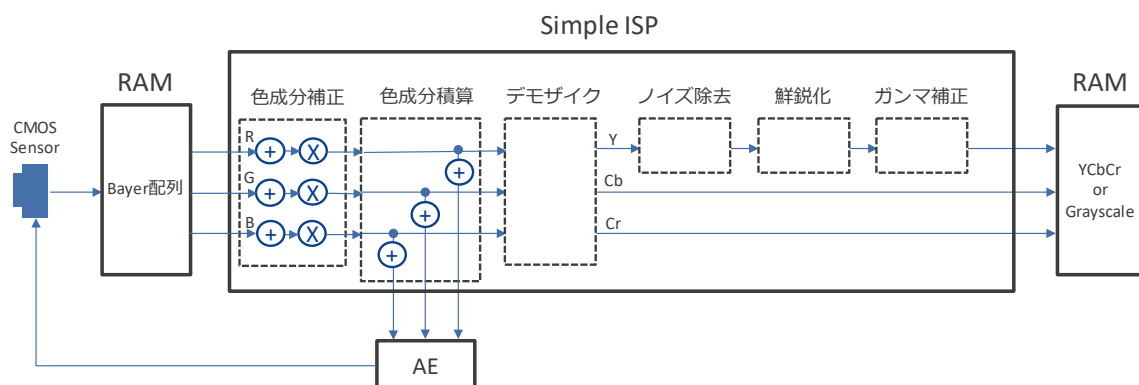 Simple ISP
RAM
RAM
色成分補正
色成分積算
デモザイク
ノイズ除去
鮮鋭化
ガンマ補正
CMOS
Sensor
Bayer配列
R
+
X
G
+
X
B
+
X
+
+
+
Y
Cb
Cr
YCbCr
or
Grayscale
AE